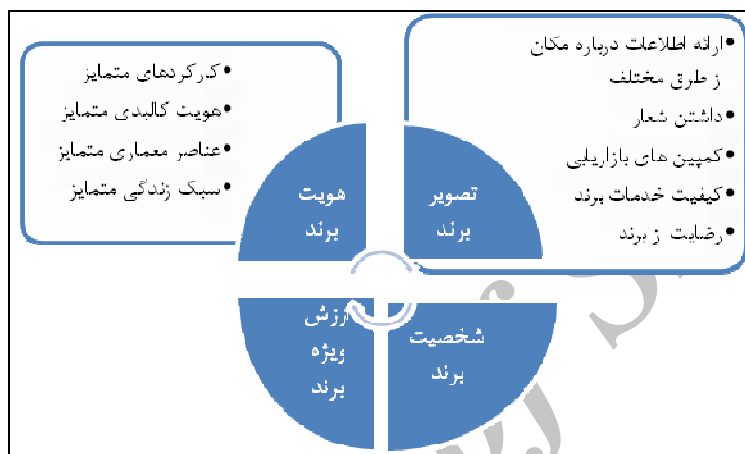 •ارائه اطلاعات درباره مکان
ز طرق مختلف
•داشتن شعار
•کمپین های بازاریابی
•کیفیت خدمات برند
•رضایت ز برند
•کارکردهای متمایز
•هویت کالبدی متمایز
•عناصر معماری متمایز
•سبک زندگی متمایز
تصویر
برند
هویت
برند
شخصیت
برند
ارزش
ویژه
برند